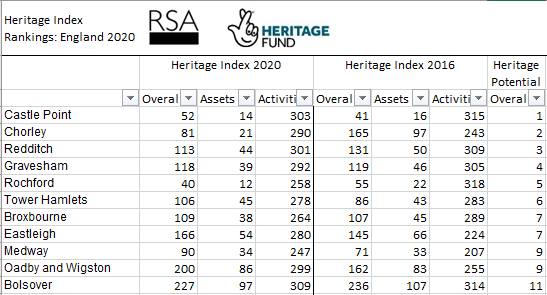 Heritage Index
Rankings: England 2020
RSA
HERITAGE
FUND
Heritage Index 2020 Heritage Index 2016 Heritage
Potential
Overal Assets Activiti Overal Assets Activiti Overal
Castle Point 52 14 303 41 16 315 1
Chorley 81 21 290 165 97 243 2
Redditch 113 44 301 131 50 309 3
Gravesham 118 39 292 119 46 305 4
Rochford 40 12 258 55 22 318 5
Tower Hamlets 106 45 278 86 43 283 6
Broxbourne 109 38 264 107 45 289 7
Eastleigh 166 54 280 145 66 224 7
Medway 90 34 247 71 33 207 9
Oadby and Wigston 200 86 299 162 83 255 9
Bolsover 227 97 309 236 107 314 11